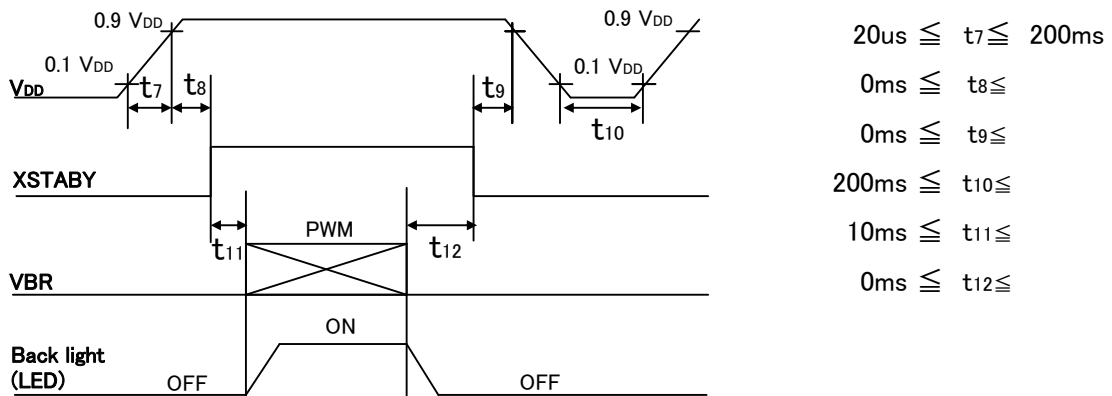 0.9 VDD
0.9 VDD
0.1 VDD
0.1 VDD
VDD
t7
t8
t9
t10
XSTABY
t11
PWM
t12
VBR
ON
Back light
(LED)
OFF
OFF
20us ≦ t7≦ 200ms
0ms ≦ t8≦
0ms ≦ t9≦
200ms ≦ t10≦
10ms ≦ t11≦
0ms ≦ t12≦